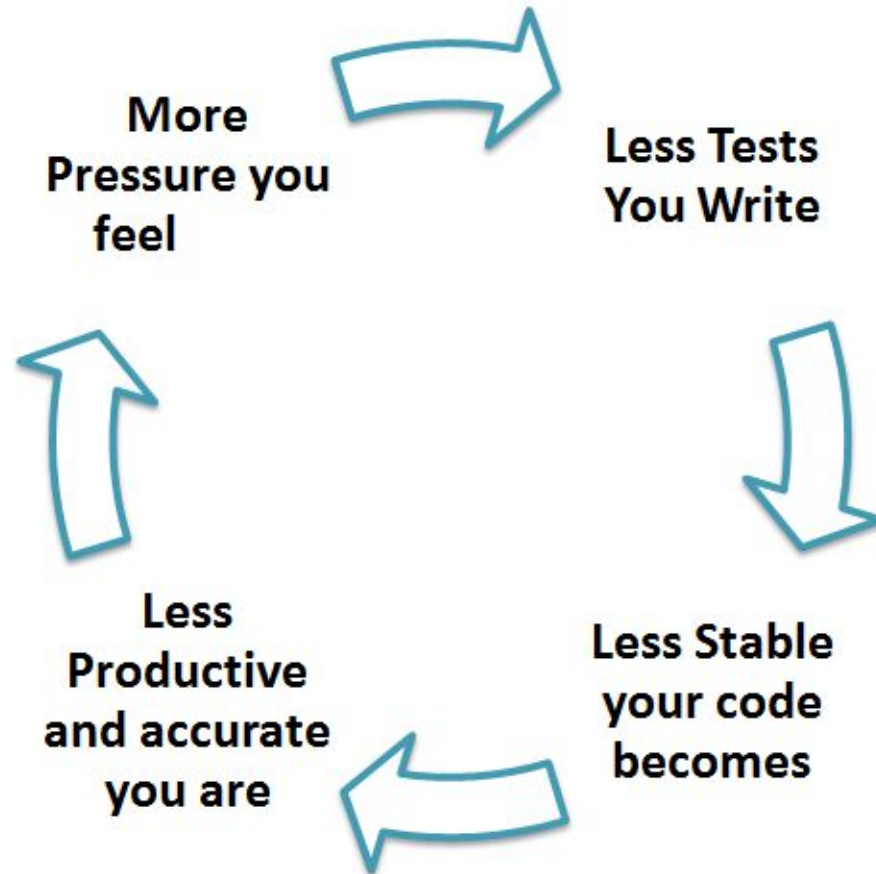 More
Pressure you
feel
Less Tests
You Write
Less Stable
your code
becomes
Less
Productive
and accurate
you are